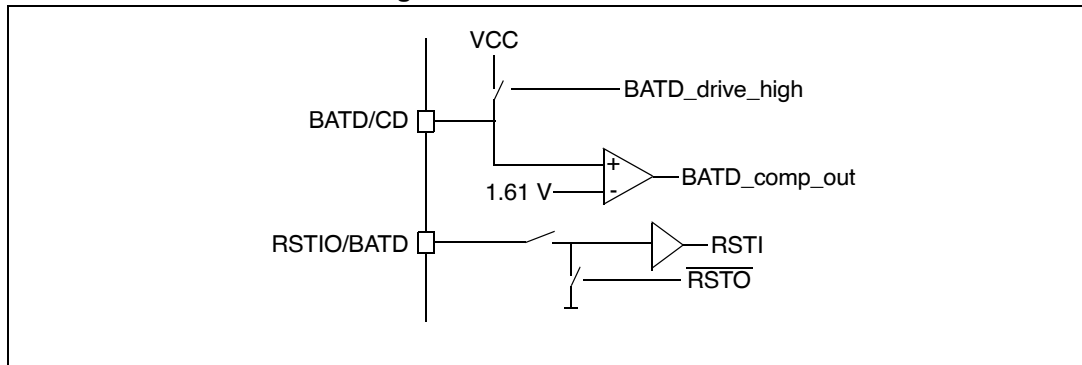 VCC
BATD_drive_high
BATD/CD
+
BATD_comp_out
1.61 V
-
RSTIO/BATD
RSTI
RSTO